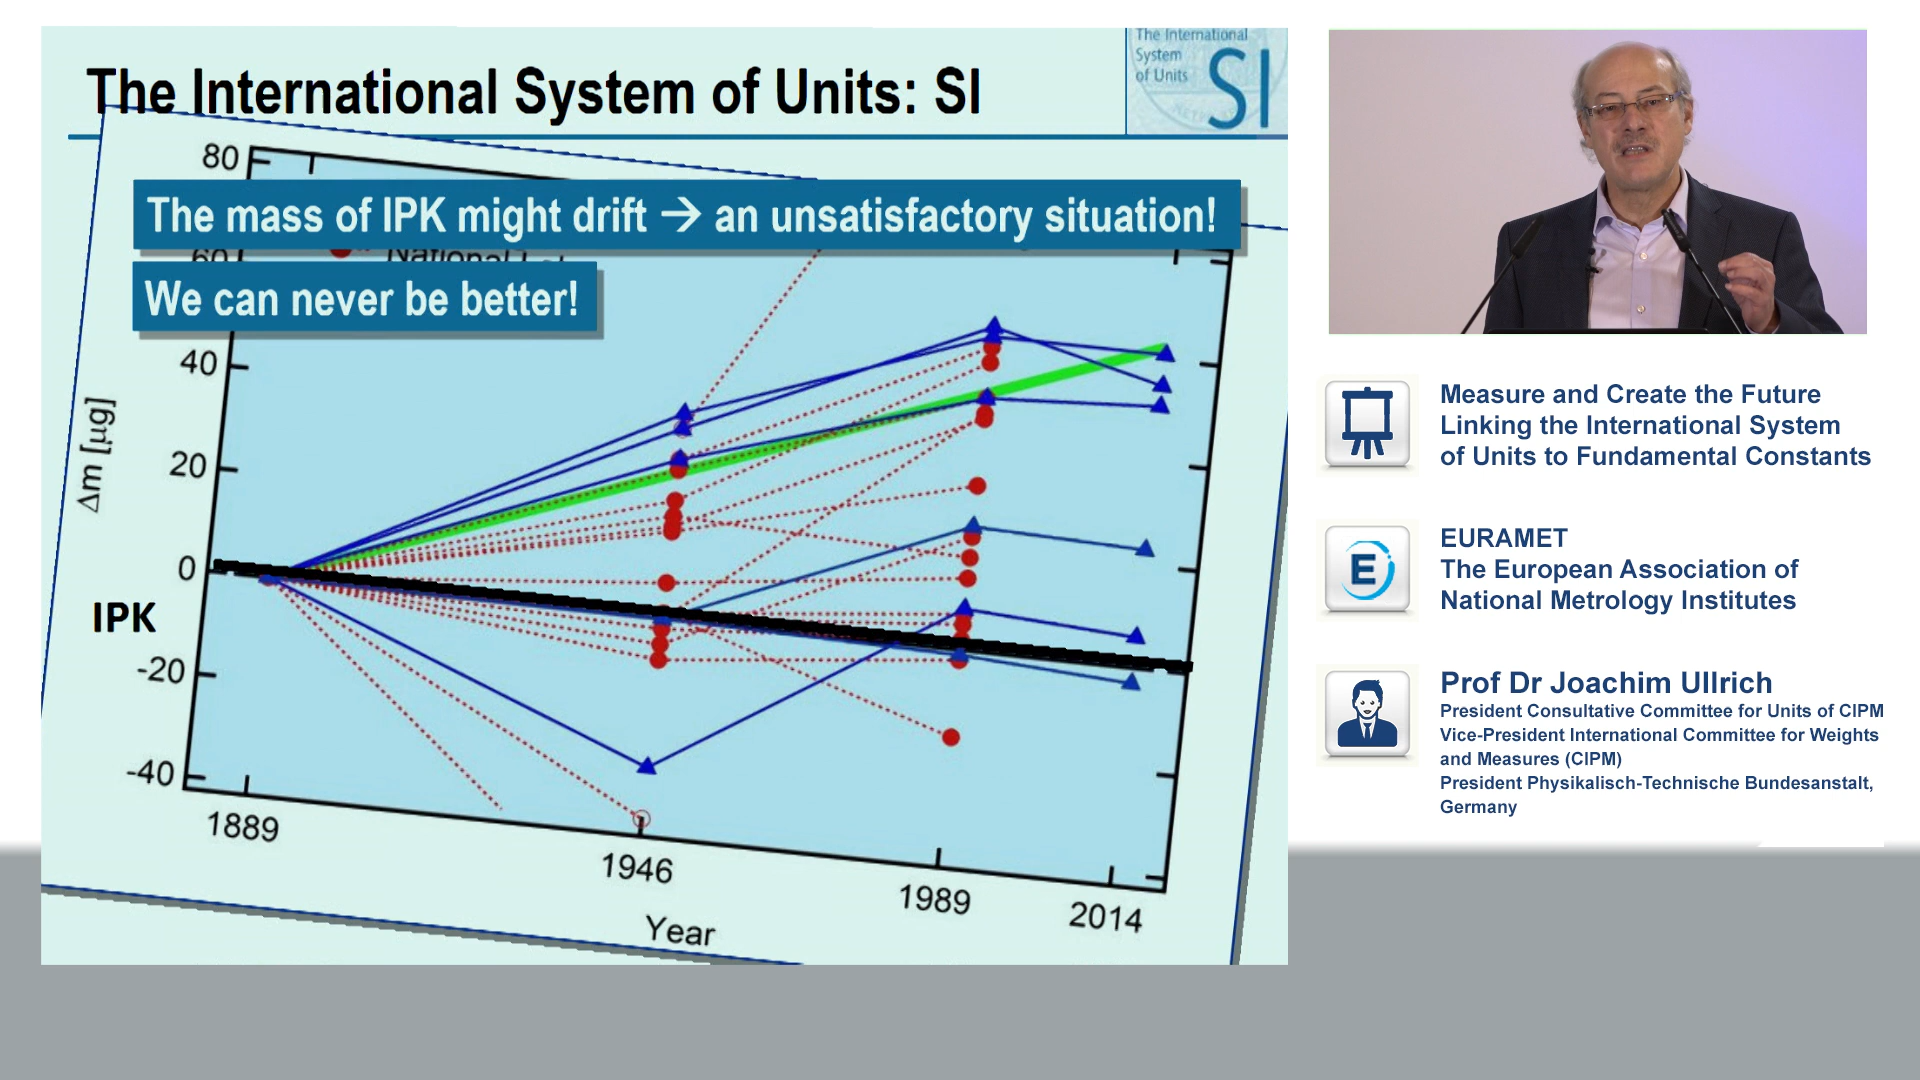 The International System of Units: SI
The International
System
of Units
SI
80
The mass of IPK might drift → an unsatisfactory situation!
60
National
We can never be better!
40
20
0
-20
-40
Δm [µg]
IPK
1889
1946
1989
2014
Year
Measure and Create the Future
Linking the International System
of Units to Fundamental Constants
E
EURAMET
The European Association of
National Metrology Institutes
Prof Dr Joachim Ullrich
President Consultative Committee for Units of CIPM
Vice-President International Committee for Weights
and Measures (CIPM)
President Physikalisch-Technische Bundesanstalt,
Germany